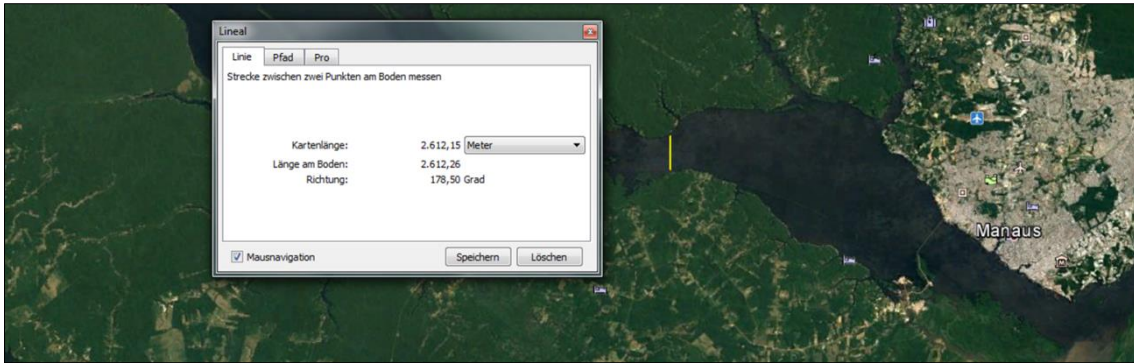 Lineal
Linie Pfad Pro
Strecke zwischen zwei Punkten am Boden messen
Kartenlänge: 2.612,15 Meter
Länge am Boden: 2.612,26
Richtung: 178,50 Grad
Mausnavigation Speichern Löschen
Manaus